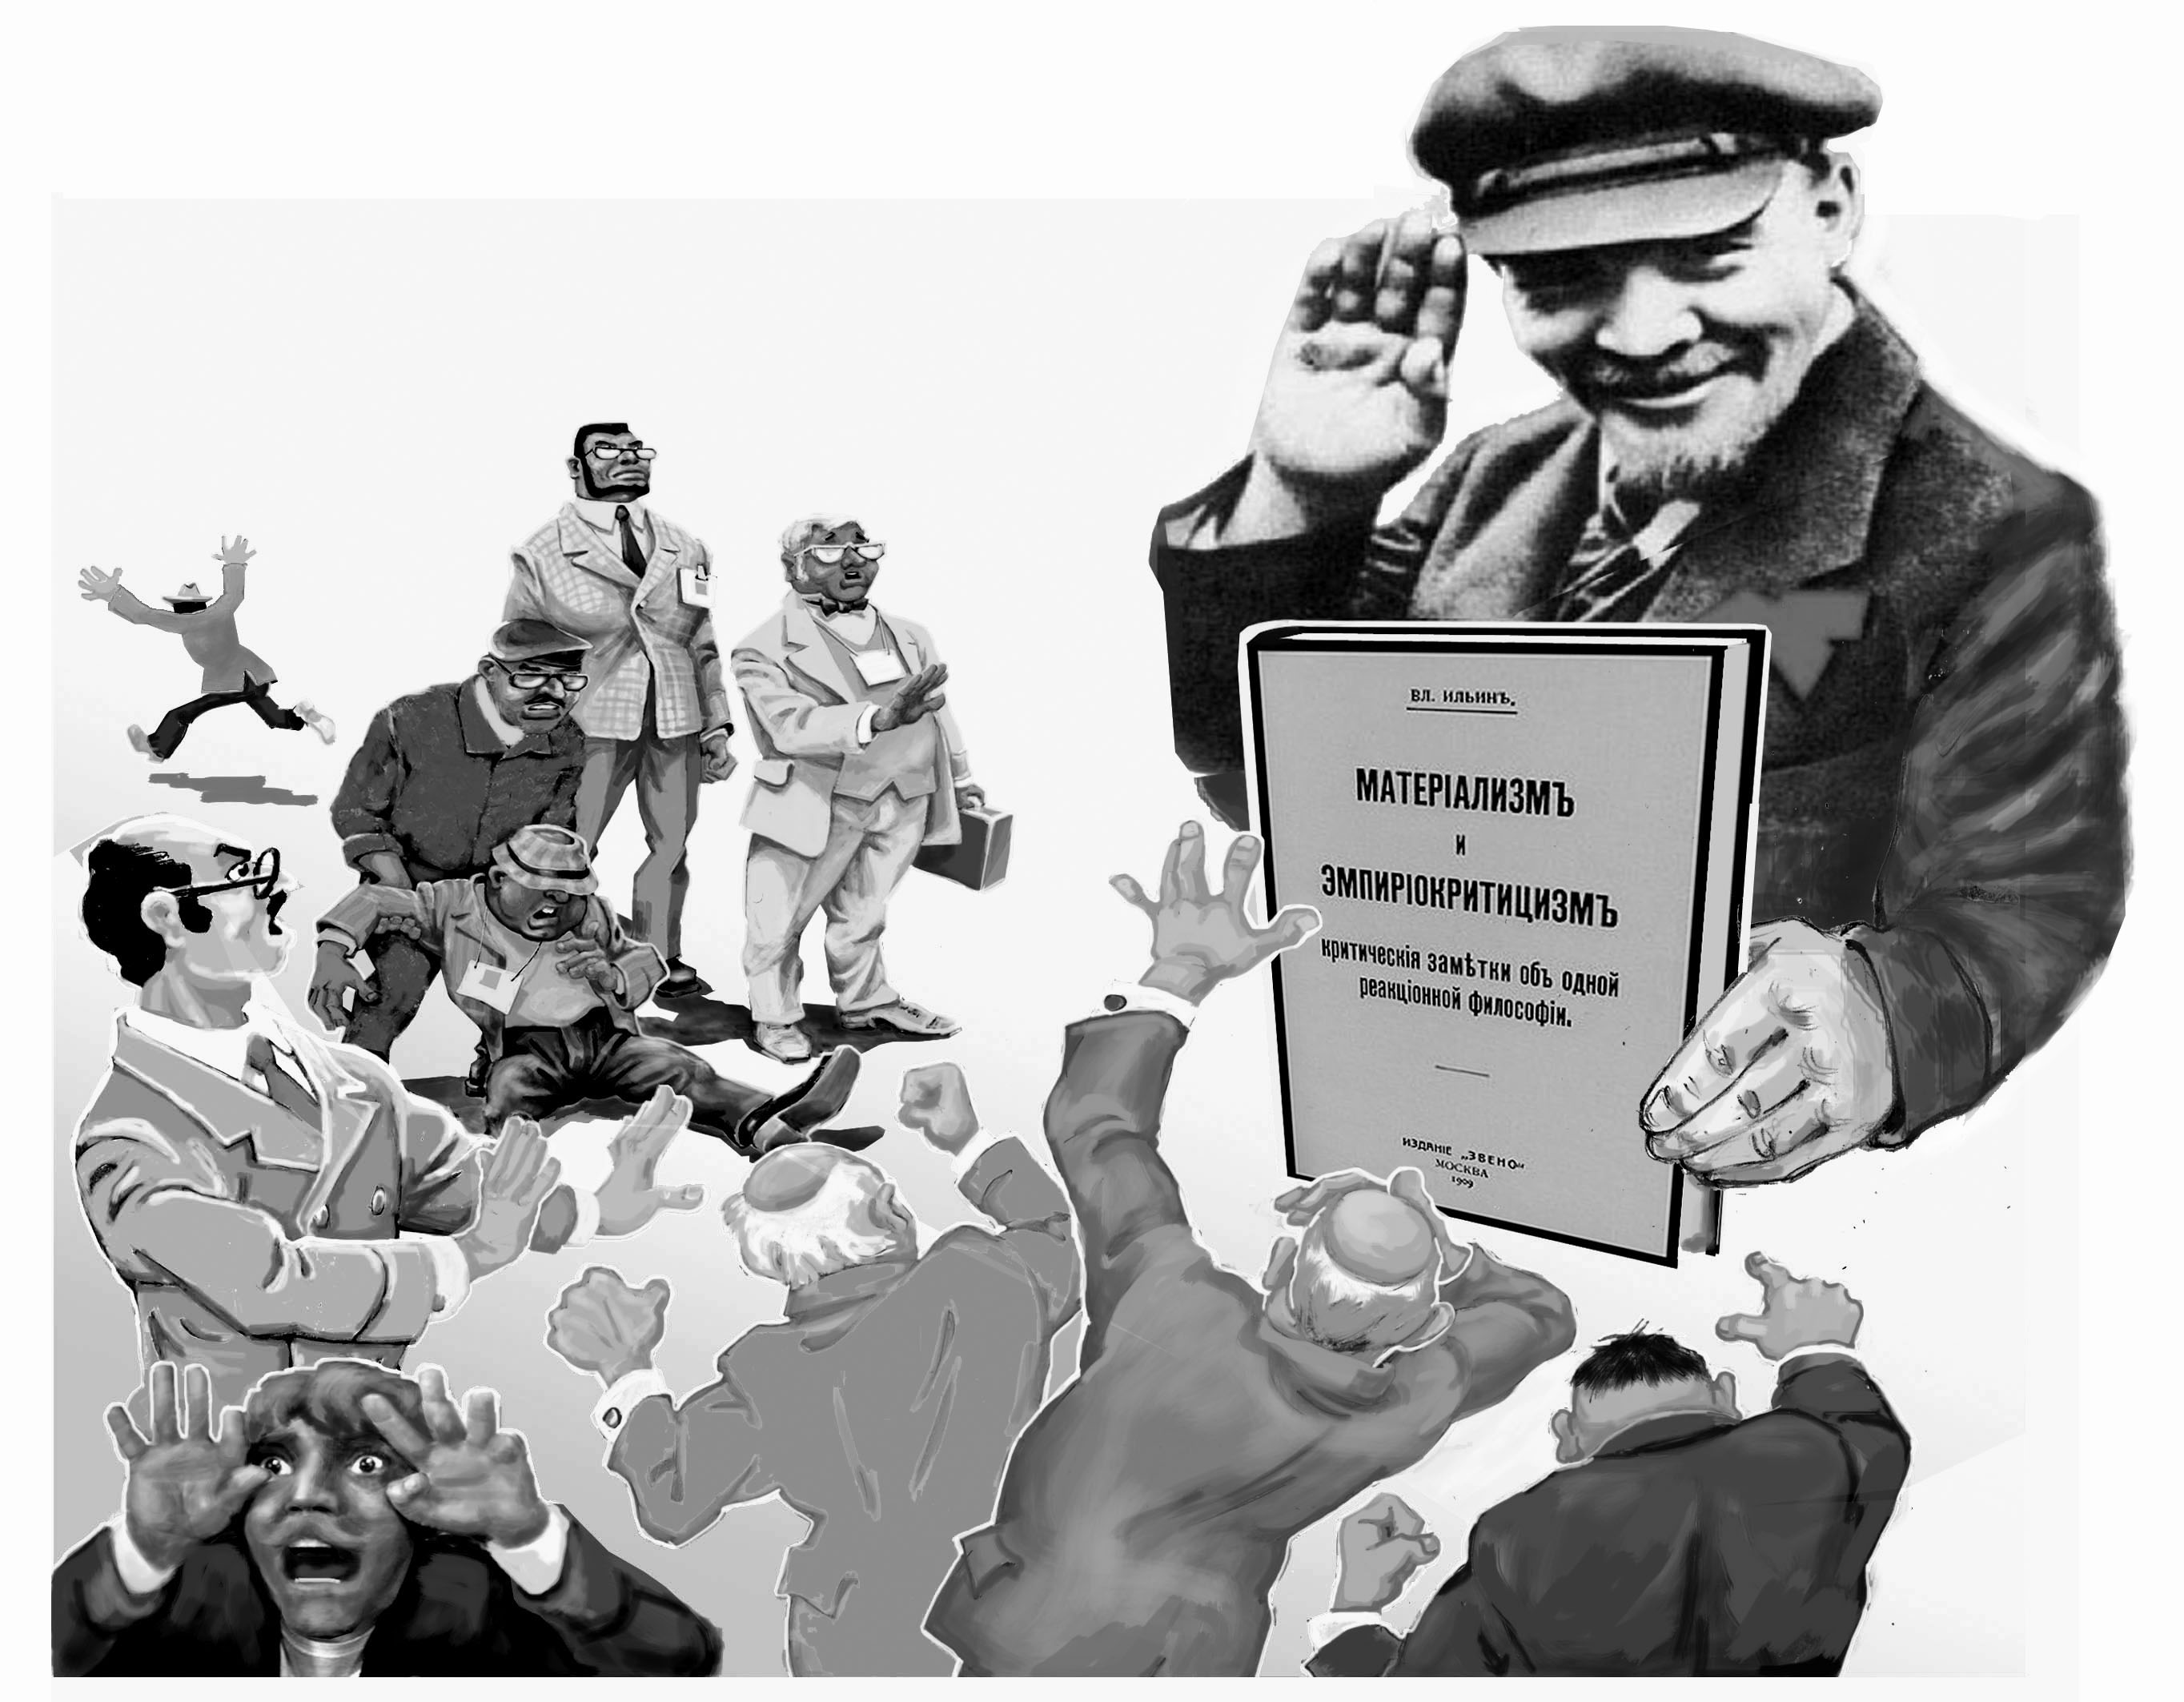 ВЛ. ИЛЬИНЪ.
МАТЕРІАЛИЗМЪ
И
ЭМПИРІОКРИТИЦИЗМЪ
критическія замѣтки объ одной
реакціонной философіи.
ИЗДАНІЕ „ЗВЕНО“
МОСКВА
1909